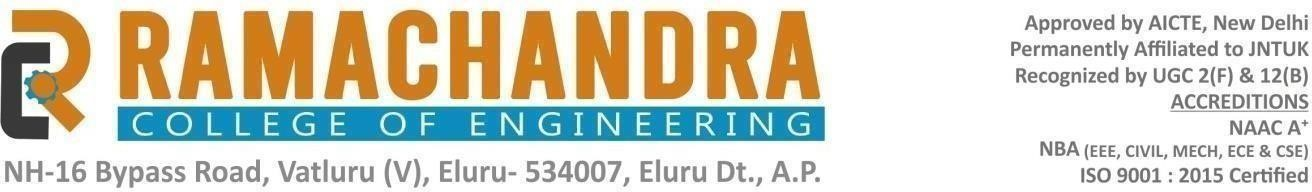 RAMACHANDRA
COLLEGE OF ENGINEERING
NH-16 Bypass Road, Vatluru (V), Eluru- 534007, Eluru Dt., A.P.
Approved by AICTE, New Delhi
Permanently Affiliated to JNTUK
Recognized by UGC 2(F) & 12(B)
ACCREDITIONS
NAAC A⁺
NBA (EEE, CIVIL, MECH, ECE & CSE)
ISO 9001 : 2015 Certified